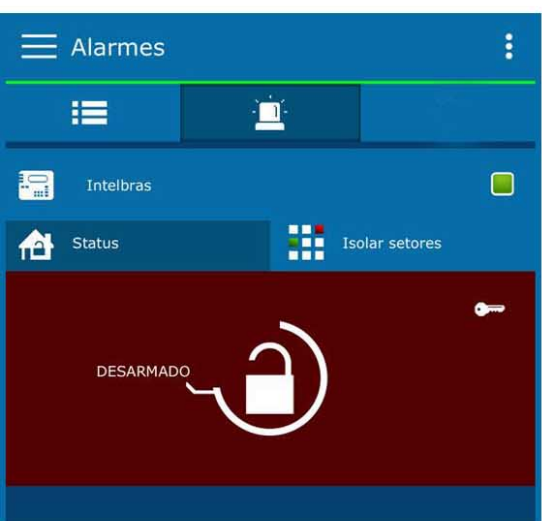 Alarmes
Intelbras
Status
Isolar setores
DESARMADO